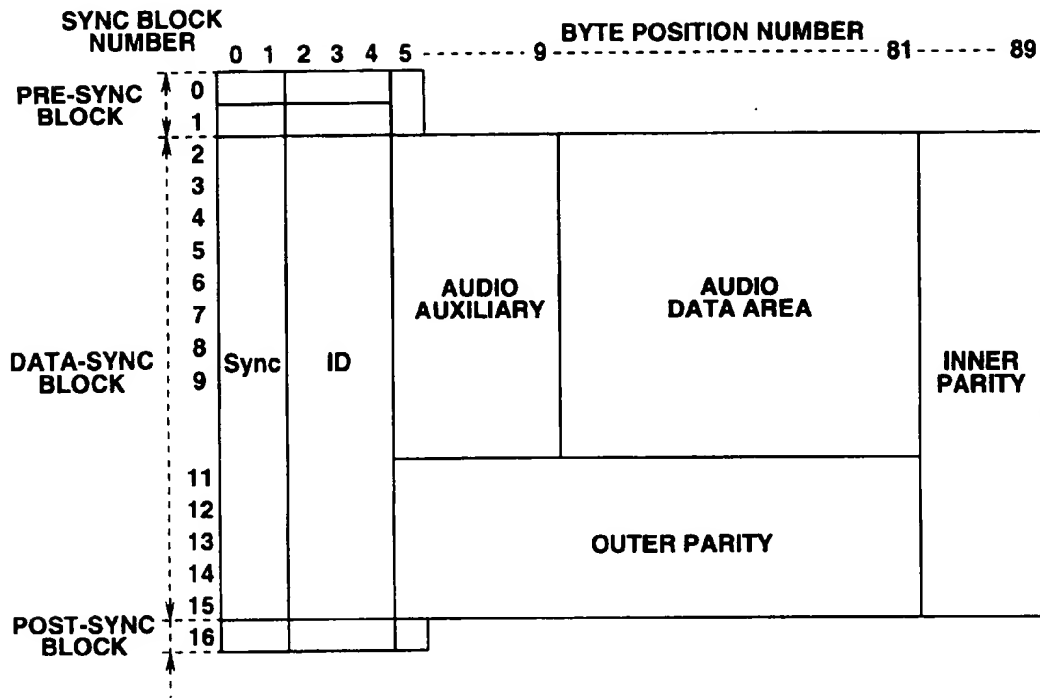 SYNC BLOCK
NUMBER
BYTE POSITION NUMBER
0 1 2 3 4 5 9 81 89
PRE-SYNC
BLOCK
0
1
DATA-SYNC
BLOCK
2
3
4
5
6
7
8
9
11
12
13
14
15
Sync
ID
AUDIO
AUXILIARY
AUDIO
DATA AREA
INNER
PARITY
OUTER PARITY
POST-SYNC
BLOCK
16